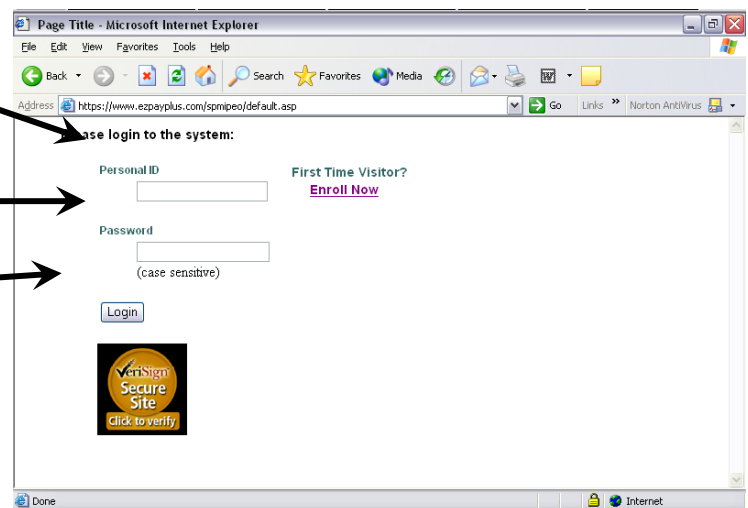 Page Title - Microsoft Internet Explorer
File Edit View Favorites Tools Help
Back Search Favorites Media
Address https://www.ezpayplus.com/spmipeo/default.asp Go Links » Norton AntiVirus
ase login to the system:
Personal ID
First Time Visitor?
Enroll Now
Password
(case sensitive)
Login
VeriSign
Secure
Site
Click to verify
Done Internet